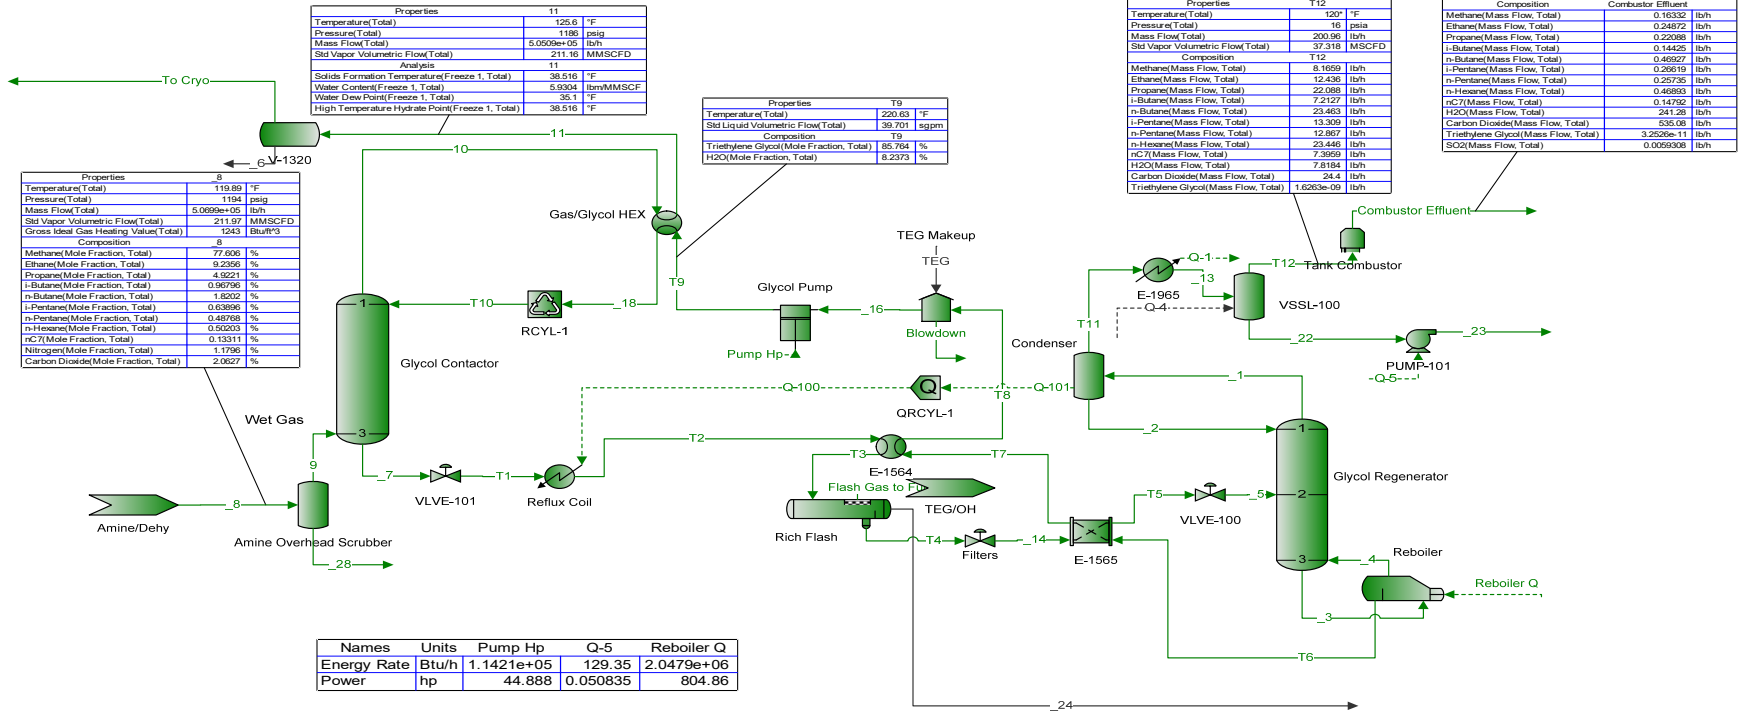 Properties 11
Temperature(Total) 125.6 °F
Pressure(Total) 1186 psig
Mass Flow(Total) 5.0509e+05 lb/h
Std Vapor Volumetric Flow(Total) 211.16 MMSCFD
Analysis 11
Solids Formation Temperature(Freeze 1, Total) 38.516 °F
Water Content(Freeze 1, Total) 5.9304 lbm/MMSCF
Water Dew Point(Freeze 1, Total) 35.1 °F
High Temperature Hydrate Point(Freeze 1, Total) 38.516 °F
Properties T12
Temperature(Total) 120* °F
Pressure(Total) 16 psia
Mass Flow(Total) 200.96 lb/h
Std Vapor Volumetric Flow(Total) 37.318 MSCFD
Composition T12
Methane(Mass Flow, Total) 8.1659 lb/h
Ethane(Mass Flow, Total) 12.436 lb/h
Propane(Mass Flow, Total) 22.088 lb/h
i-Butane(Mass Flow, Total) 7.2127 lb/h
n-Butane(Mass Flow, Total) 23.463 lb/h
i-Pentane(Mass Flow, Total) 13.309 lb/h
n-Pentane(Mass Flow, Total) 12.867 lb/h
n-Hexane(Mass Flow, Total) 23.446 lb/h
nC7(Mass Flow, Total) 7.3959 lb/h
H2O(Mass Flow, Total) 7.8184 lb/h
Carbon Dioxide(Mass Flow, Total) 24.4 lb/h
Triethylene Glycol(Mass Flow, Total) 1.6263e-09 lb/h
Composition Combustor Effluent
Methane(Mass Flow, Total) 0.16332 lb/h
Ethane(Mass Flow, Total) 0.24872 lb/h
Propane(Mass Flow, Total) 0.22088 lb/h
i-Butane(Mass Flow, Total) 0.14425 lb/h
n-Butane(Mass Flow, Total) 0.46927 lb/h
i-Pentane(Mass Flow, Total) 0.26619 lb/h
n-Pentane(Mass Flow, Total) 0.25735 lb/h
n-Hexane(Mass Flow, Total) 0.46893 lb/h
nC7(Mass Flow, Total) 0.14792 lb/h
H2O(Mass Flow, Total) 241.28 lb/h
Carbon Dioxide(Mass Flow, Total) 535.08 lb/h
Triethylene Glycol(Mass Flow, Total) 3.2526e-11 lb/h
SO2(Mass Flow, Total) 0.0059308 lb/h
To Cryo
Properties T9
Temperature(Total) 220.63 °F
Std Liquid Volumetric Flow(Total) 39.701 sgpm
Composition T9
Triethylene Glycol(Mole Fraction, Total) 85.764 %
H2O(Mole Fraction, Total) 8.2373 %
11
10
_6
V-1320
Properties _8
Temperature(Total) 119.89 °F
Pressure(Total) 1194 psig
Mass Flow(Total) 5.0699e+05 lb/h
Std Vapor Volumetric Flow(Total) 211.97 MMSCFD
Gross Ideal Gas Heating Value(Total) 1243 Btu/ft^3
Composition _8
Methane(Mole Fraction, Total) 77.606 %
Ethane(Mole Fraction, Total) 9.2356 %
Propane(Mole Fraction, Total) 4.9221 %
i-Butane(Mole Fraction, Total) 0.96796 %
n-Butane(Mole Fraction, Total) 1.8202 %
i-Pentane(Mole Fraction, Total) 0.63896 %
n-Pentane(Mole Fraction, Total) 0.48768 %
n-Hexane(Mole Fraction, Total) 0.50203 %
nC7(Mole Fraction, Total) 0.13311 %
Nitrogen(Mole Fraction, Total) 1.1796 %
Carbon Dioxide(Mole Fraction, Total) 2.0627 %
Gas/Glycol HEX
Combustor Effluent
TEG Makeup
TEG
Q-1
T12
Tank Combustor
_13
E-1965
Q-4
VSSL-100
T9
Glycol Pump
1
T10
_18
RCYL-1
_16
Blowdown
T11
Condenser
_22
_23
PUMP-101
Q-5
Pump Hp
Glycol Contactor
_1
Q-100
Q
Q-101
T8
QRCYL-1
Wet Gas
3
_2
1
T2
T3
T7
E-1564
9
_7
T1
VLVE-101
Reflux Coil
Flash Gas to Fu
TEG/OH
Rich Flash
T5
_5
2
VLVE-100
Glycol Regenerator
_8
Amine/Dehy
Amine Overhead Scrubber
_28
T4
_14
Filters
E-1565
3
_4
Reboiler
Reboiler Q
_3
T6
Names Units Pump Hp Q-5 Reboiler Q
Energy Rate Btu/h 1.1421e+05 129.35 2.0479e+06
Power hp 44.888 0.050835 804.86
_24